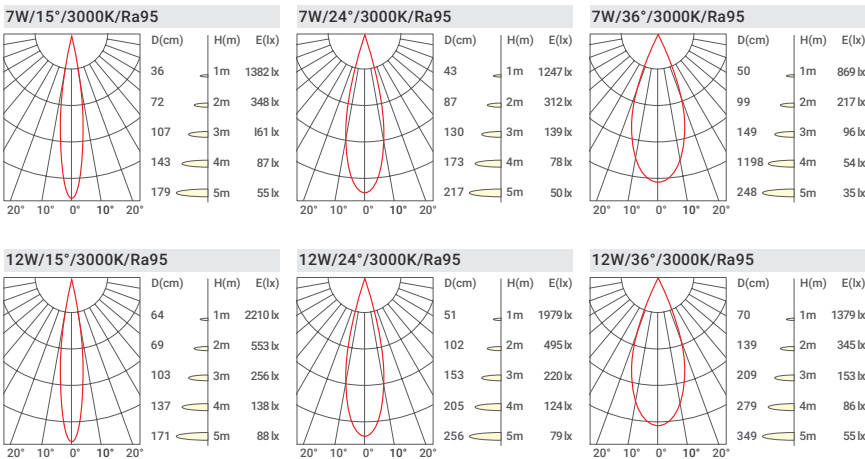 7W/15°/3000K/Ra95
D(cm) H(m) E(lx)
36 1m 1382 lx
72 2m 348 lx
107 3m I61 lx
143 4m 87 lx
179 5m 55 lx
20° 10° 0° 10° 20°
7W/24°/3000K/Ra95
D(cm) H(m) E(lx)
43 1m 1247 lx
87 2m 312 lx
130 3m 139 lx
173 4m 78 lx
217 5m 50 lx
20° 10° 0° 10° 20°
7W/36°/3000K/Ra95
D(cm) H(m) E(lx)
50 1m 869 lx
99 2m 217 lx
149 3m 96 lx
1198 4m 54 lx
248 5m 35 lx
20° 10° 0° 10° 20°
12W/15°/3000K/Ra95
D(cm) H(m) E(lx)
64 1m 2210 lx
69 2m 553 lx
103 3m 256 lx
137 4m 138 lx
171 5m 88 lx
20° 10° 0° 10° 20°
12W/24°/3000K/Ra95
D(cm) H(m) E(lx)
51 1m 1979 lx
102 2m 495 lx
153 3m 220 lx
205 4m 124 lx
256 5m 79 lx
20° 10° 0° 10° 20°
12W/36°/3000K/Ra95
D(cm) H(m) E(lx)
70 1m 1379 lx
139 2m 345 lx
209 3m 153 lx
279 4m 86 lx
349 5m 55 lx
20° 10° 0° 10° 20°